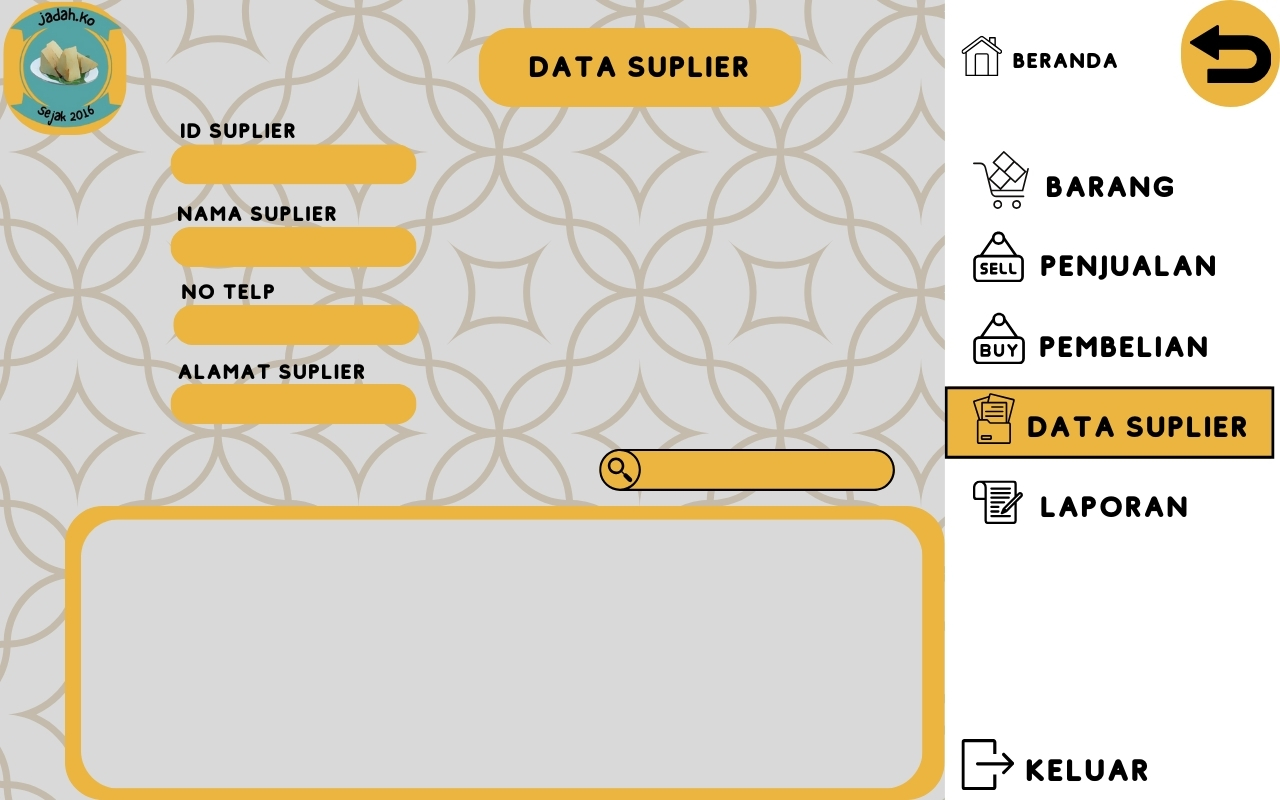 jadah.Ko
Sejak 2016
DATA SUPLIER
ID SUPLIER
NAMA SUPLIER
NO TELP
ALAMAT SUPLIER
BERANDA
BARANG
SELL
PENJUALAN
BUY
PEMBELIAN
DATA SUPLIER
LAPORAN
KELUAR